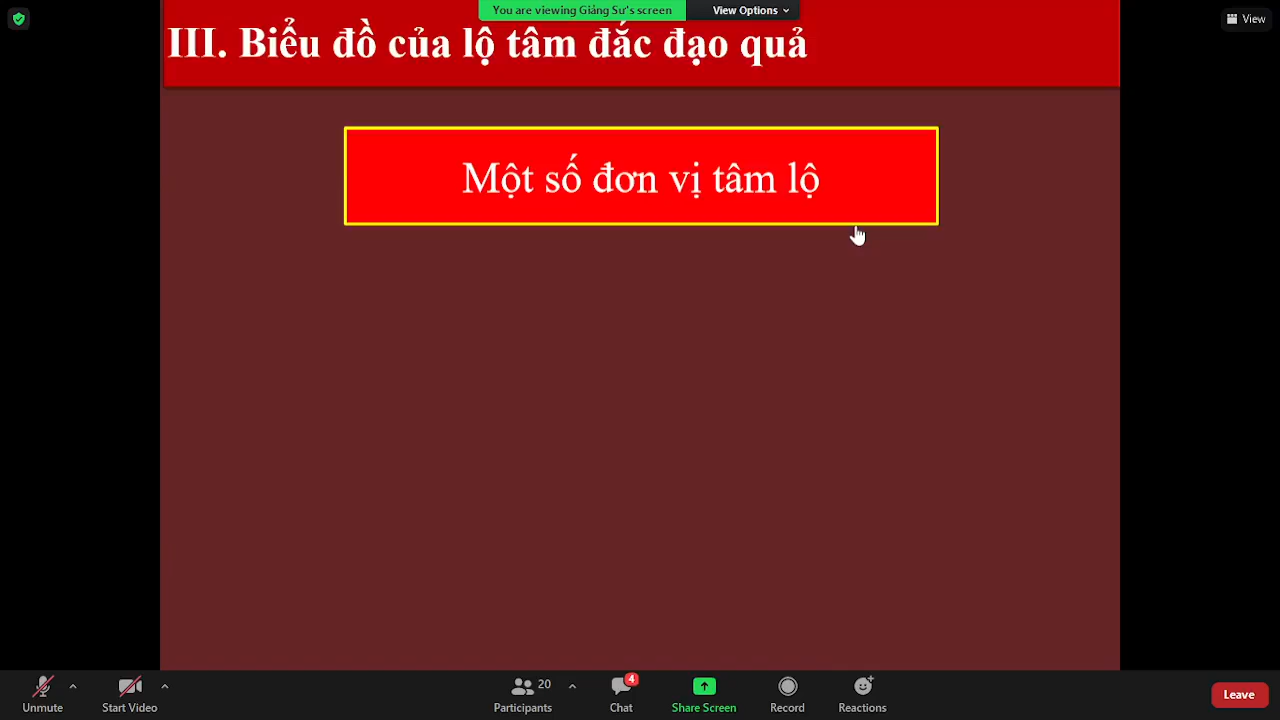 You are viewing Giảng Sư's screen
View Options
View
III. Biểu đồ của lộ tâm đắc đạo quả
Một số đơn vị tâm lộ
Unmute
Start Video
20
Participants
4
Chat
Share Screen
Record
Reactions
Leave